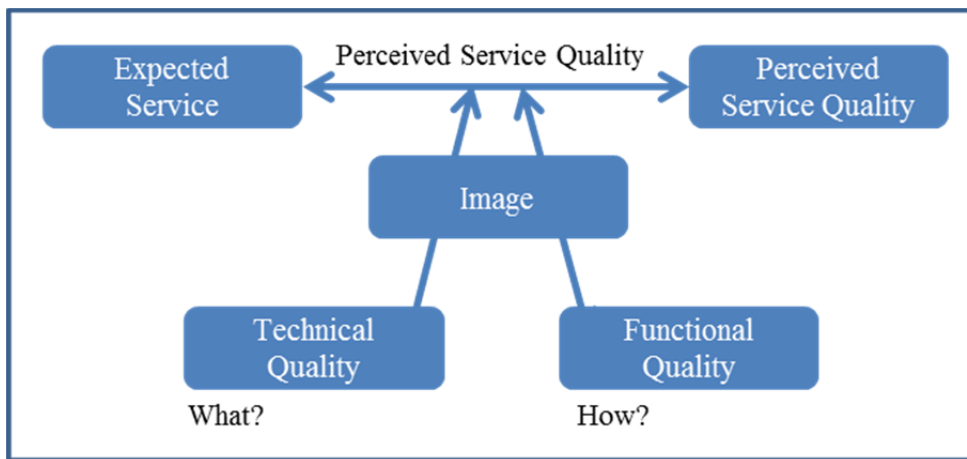 Perceived Service Quality
Expected
Service
Perceived
Service Quality
Image
Technical
Quality
Functional
Quality
What?
How?